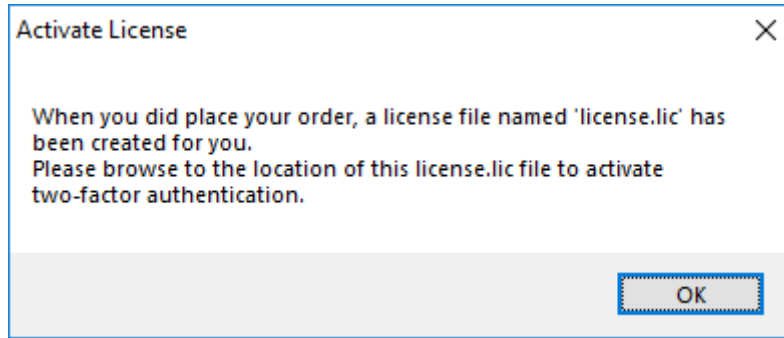 Activate License
When you did place your order, a license file named 'license.lic' has
been created for you.
Please browse to the location of this license.lic file to activate
two-factor authentication.
OK